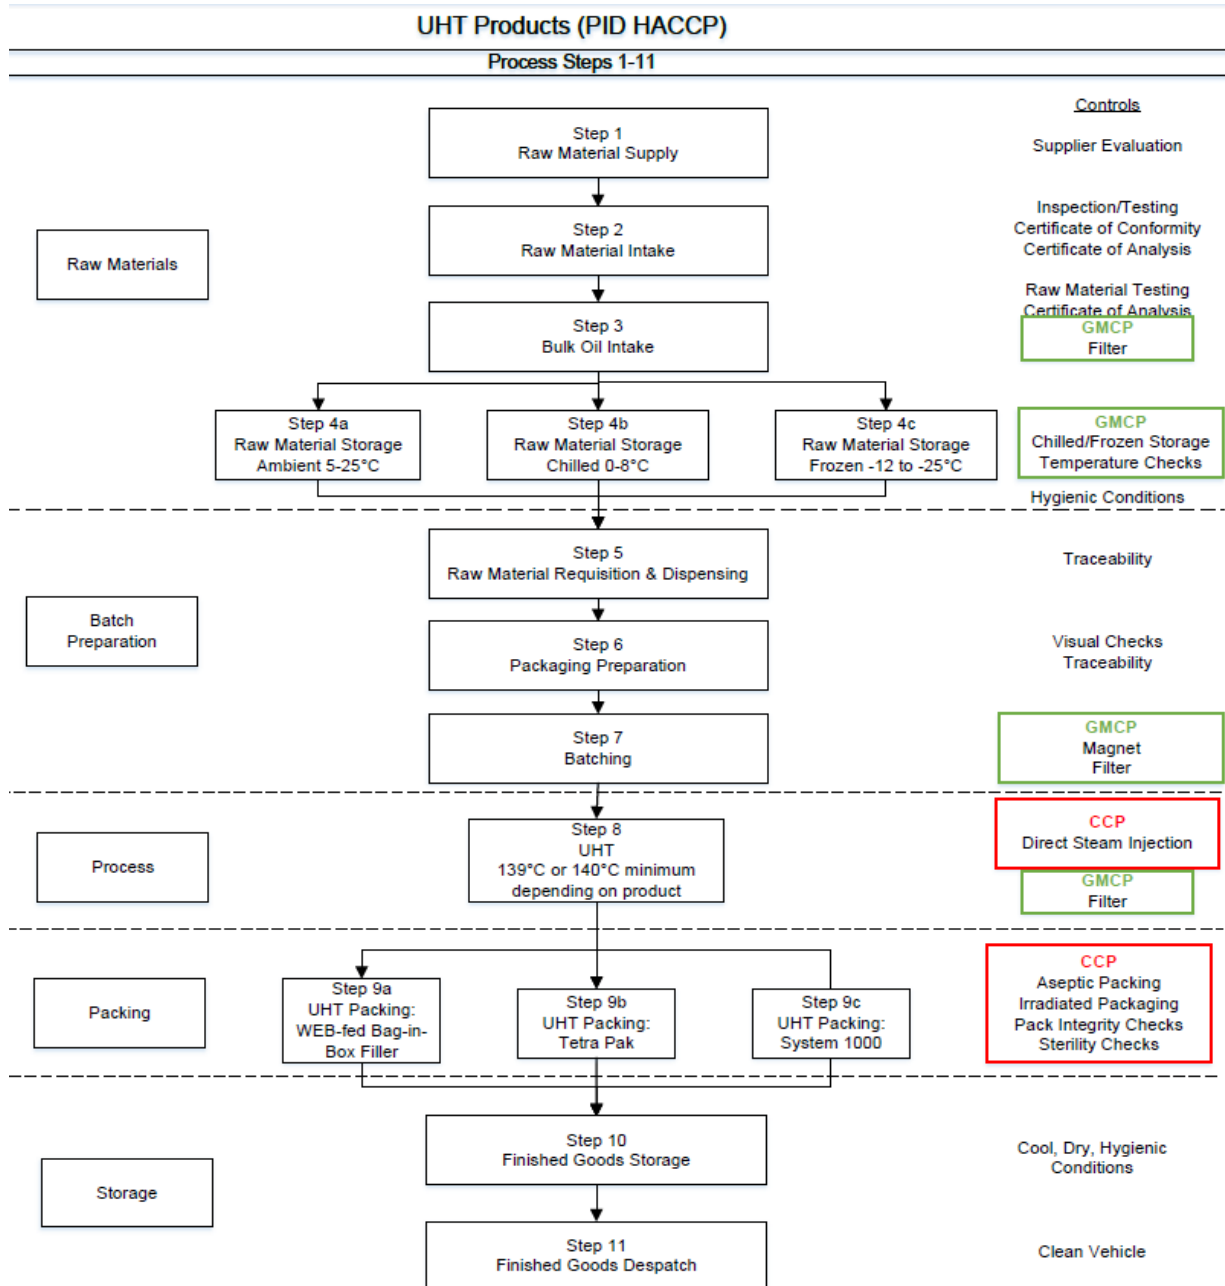 UHT Products (PID HACCP)
Process Steps 1-11
Controls
Step 1
Raw Material Supply
Supplier Evaluation
Raw Materials
Step 2
Raw Material Intake
Inspection/Testing
Certificate of Conformity
Certificate of Analysis
Step 3
Bulk Oil Intake
Raw Material Testing
Certificate of Analysis
GMCP
Filter
Step 4a
Raw Material Storage
Ambient 5-25°C
Step 4b
Raw Material Storage
Chilled 0-8°C
Step 4c
Raw Material Storage
Frozen -12 to -25°C
GMCP
Chilled/Frozen Storage
Temperature Checks
Hygienic Conditions
Batch
Preparation
Step 5
Raw Material Requisition & Dispensing
Traceability
Step 6
Packaging Preparation
Visual Checks
Traceability
Step 7
Batching
GMCP
Magnet
Filter
Process
Step 8
UHT
139°C or 140°C minimum
depending on product
CCP
Direct Steam Injection
GMCP
Filter
Packing
Step 9a
UHT Packing:
WEB-fed Bag-in-
Box Filler
Step 9b
UHT Packing:
Tetra Pak
Step 9c
UHT Packing:
System 1000
CCP
Aseptic Packing
Irradiated Packaging
Pack Integrity Checks
Sterility Checks
Storage
Step 10
Finished Goods Storage
Cool, Dry, Hygienic
Conditions
Step 11
Finished Goods Despatch
Clean Vehicle